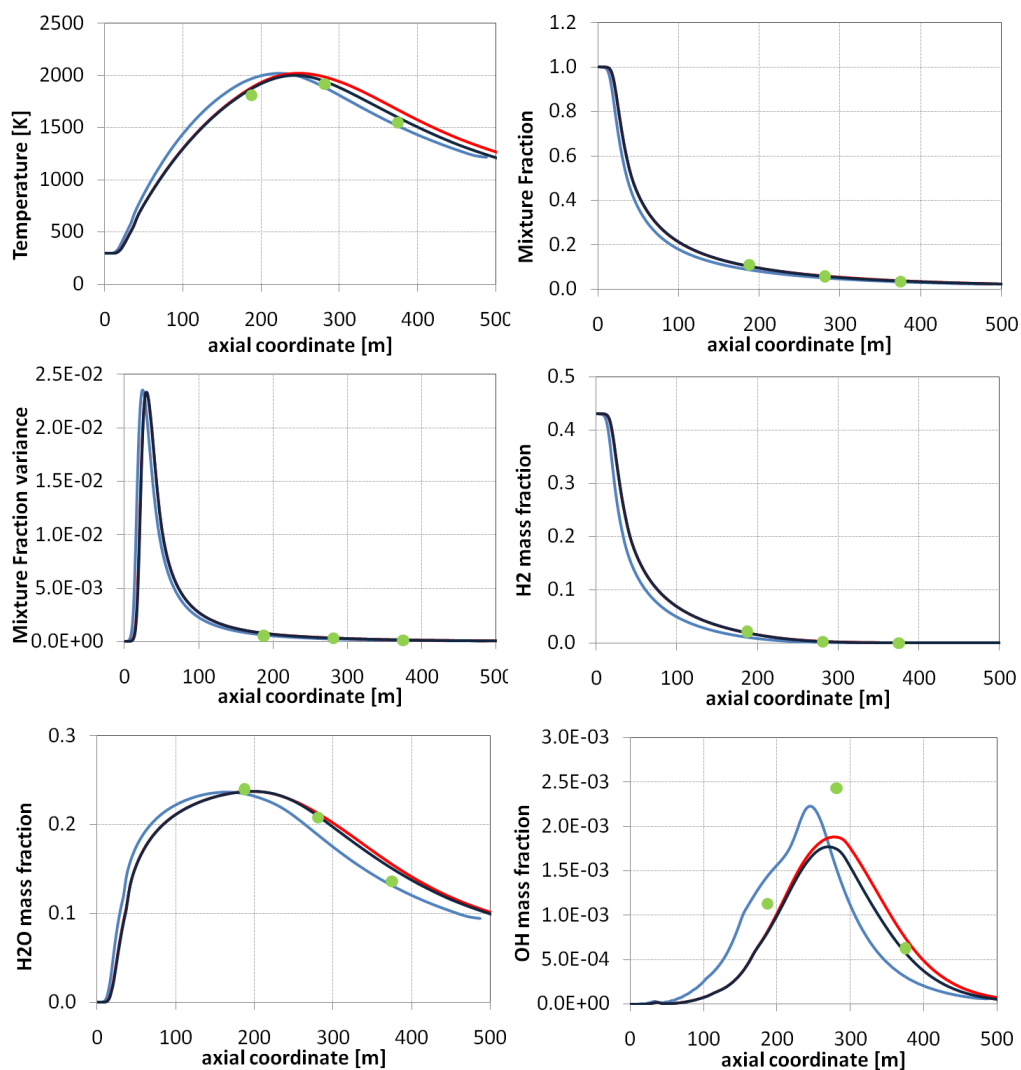 Temperature [K]
2500
2000
1500
1000
500
0
0 100 200 300 400 500
axial coordinate [m]
Mixture Fraction
1.2
1.0
0.8
0.6
0.4
0.2
0.0
0 100 200 300 400 500
axial coordinate [m]
Mixture Fraction variance
2.5E-02
2.0E-02
1.5E-02
1.0E-02
5.0E-03
0.0E+00
0 100 200 300 400 500
axial coordinate [m]
H2 mass fraction
0.5
0.4
0.3
0.2
0.1
0.0
0 100 200 300 400 500
axial coordinate [m]
H2O mass fraction
0.3
0.2
0.1
0.0
0 100 200 300 400 500
axial coordinate [m]
OH mass fraction
3.0E-03
2.5E-03
2.0E-03
1.5E-03
1.0E-03
5.0E-04
0.0E+00
0 100 200 300 400 500
axial coordinate [m]